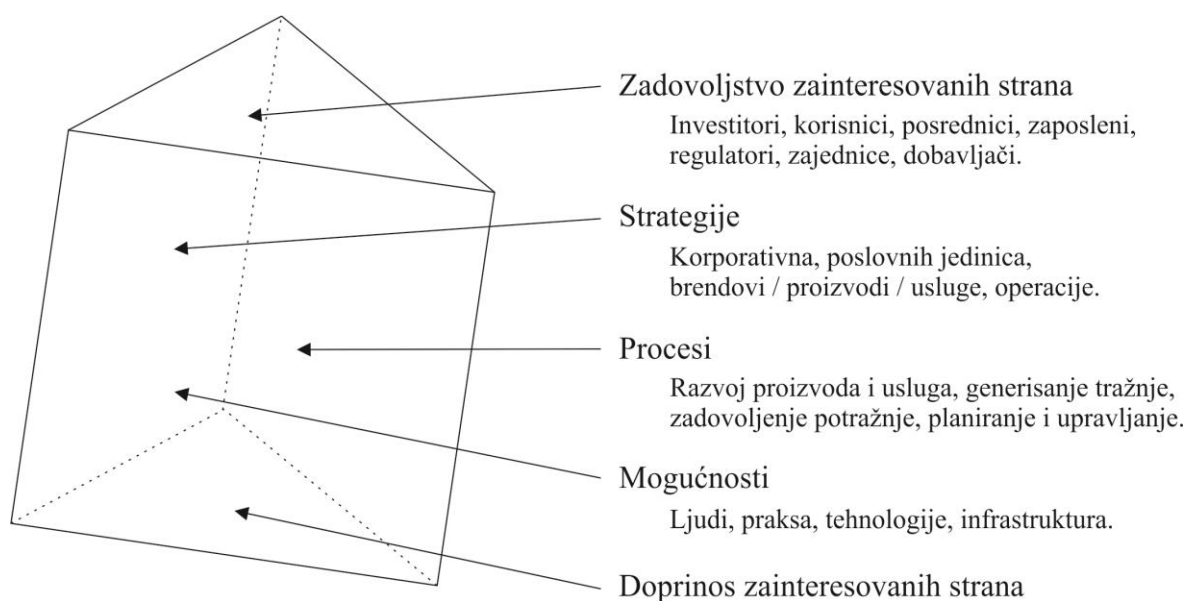 Zadovoljstvo zainteresovanih strana
Investitori, korisnici, posrednici, zaposleni,
regulatori, zajednice, dobavljači.
Strategije
Korporativna, poslovnih jedinica,
brendovi / proizvodi / usluge, operacije.
Procesi
Razvoj proizvoda i usluga, generisanje tražnje,
zadovoljenje potražnje, planiranje i upravljanje.
Mogućnosti
Ljudi, praksa, tehnologije, infrastruktura.
Doprinos zainteresovanih strana